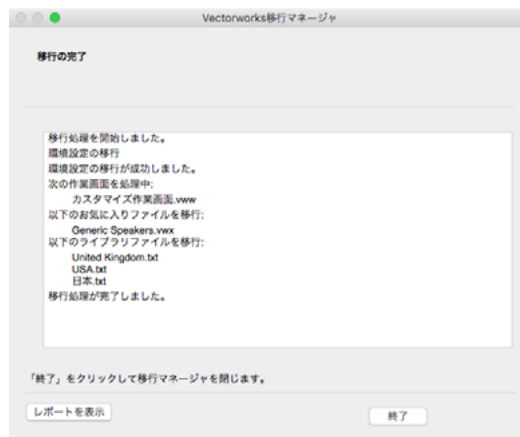 Vectorworks移行マネージャ
移行の完了
移行処理を開始しました。
環境設定の移行
環境設定の移行が成功しました。
次の作業画面を処理中:
カスタマイズ作業画面.vww
以下のお気に入りファイルを移行:
Generic Speakers.vwx
以下のライブラリファイルを移行:
United Kingdom.txt
USA.txt
日本.txt
移行処理が完了しました。
「終了」をクリックして移行マネージャを閉じます。
レポートを表示
終了